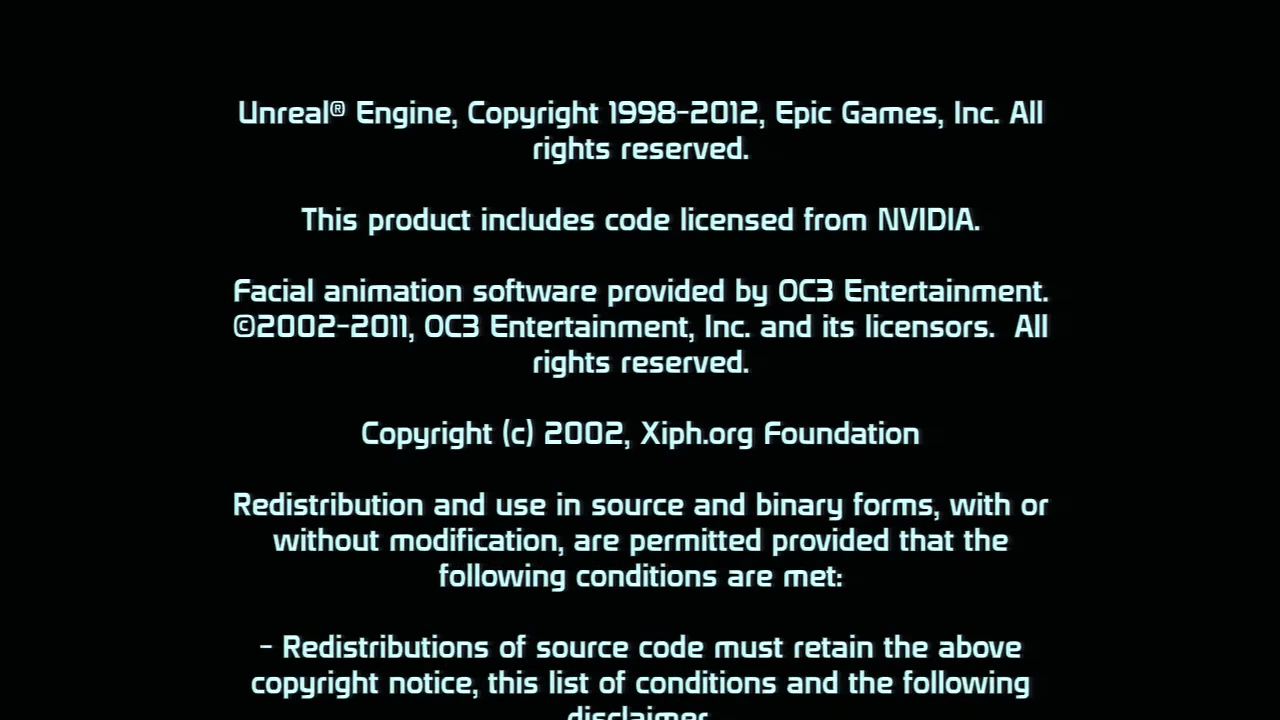 Unreal® Engine, Copyright 1998-2012, Epic Games, Inc. All
rights reserved.
This product includes code licensed from NVIDIA.
Facial animation software provided by OC3 Entertainment.
©2002-2011, OC3 Entertainment, Inc. and its licensors.  All
rights reserved.
Copyright (c) 2002, Xiph.org Foundation
Redistribution and use in source and binary forms, with or
without modification, are permitted provided that the
following conditions are met:
- Redistributions of source code must retain the above
copyright notice, this list of conditions and the following
disclaimer.